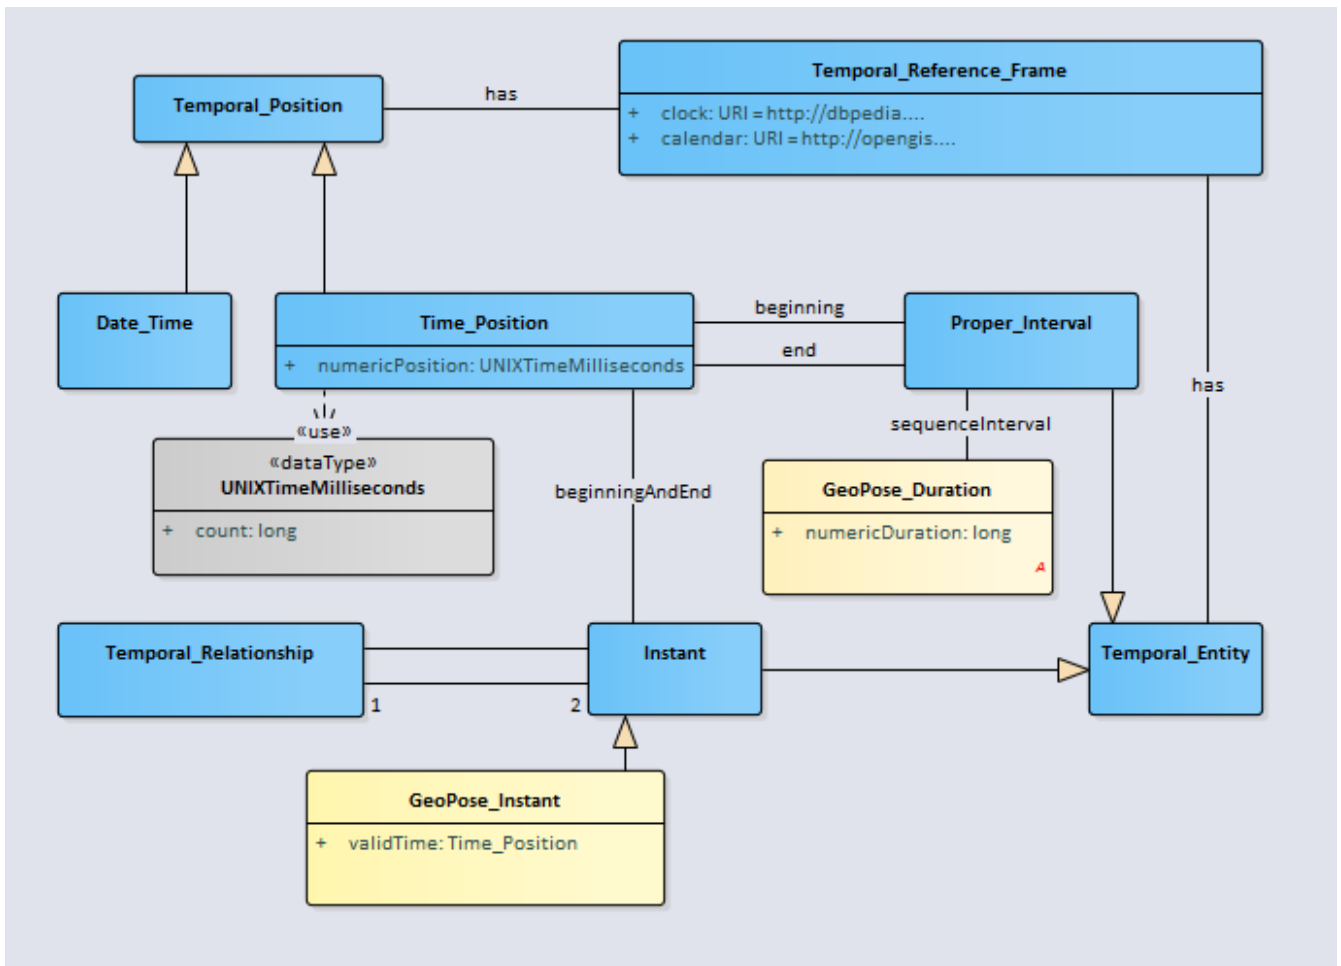 Temporal_Reference_Frame
+ clock: URI = http://dbpedia....
+ calendar: URI = http://opengis....
Temporal_Position
has
Date_Time
Time_Position
+ numericPosition: UNIXTimeMilliseconds
beginning
end
Proper_Interval
has
«use»
«dataType»
UNIXTimeMilliseconds
+ count: long
beginningAndEnd
sequenceInterval
GeoPose_Duration
+ numericDuration: long
A
Temporal_Relationship
1
2
Instant
Temporal_Entity
GeoPose_Instant
+ validTime: Time_Position